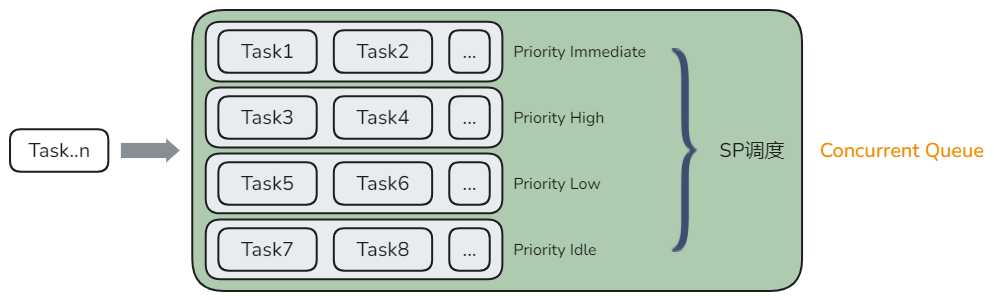 Task1 Task2 ... Priority Immediate
Task3 Task4 ... Priority High
Task..n
SP调度
Concurrent Queue
Task5 Task6 ... Priority Low
Task7 Task8 ... Priority Idle